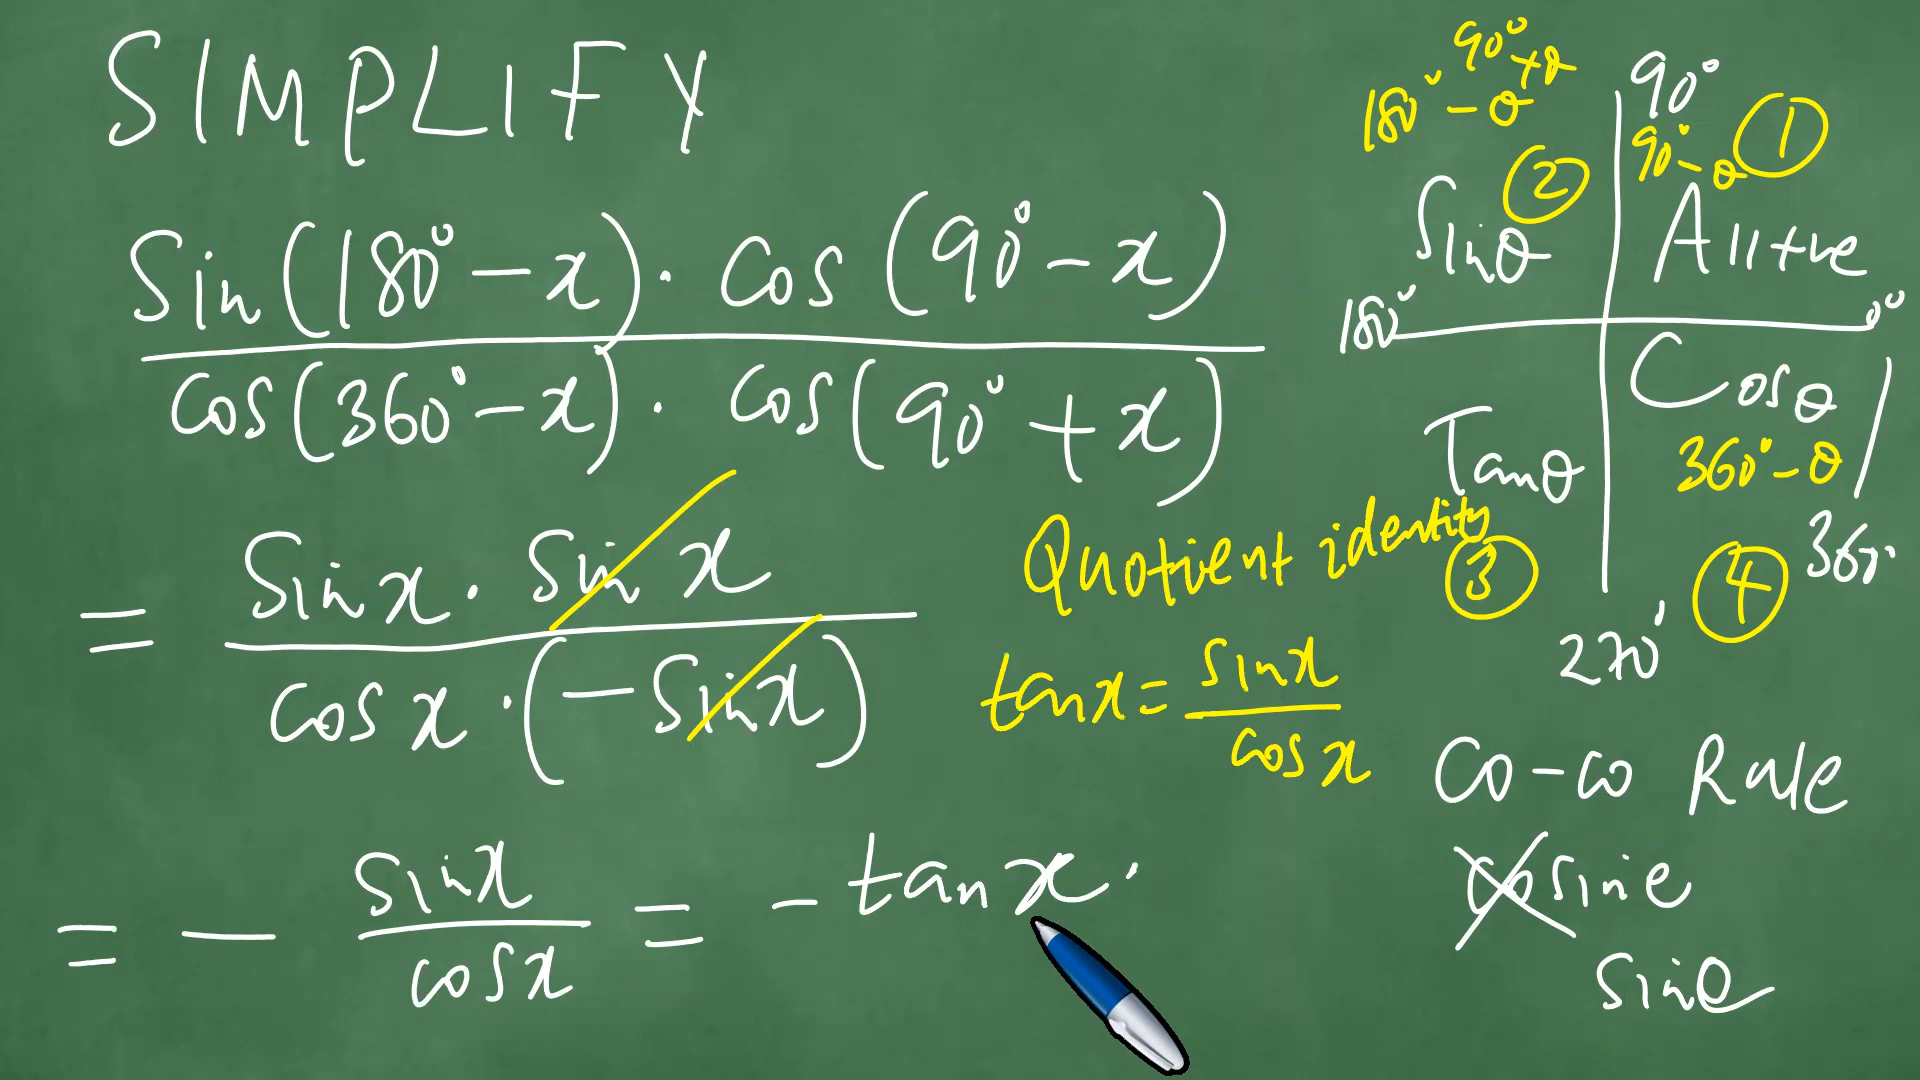 SIMPLIFY
Sin(180°-x) · Cos(90°-x)
Cos(360°-x) · Cos(90°+x)
= Sin x · Sin x
Cos x · (-Sin x)
= - Sin x
Cos x
= - tan x .
Quotient identity
tan x = Sin x
Cos x
90°+θ
180°-θ
90°
90°-θ
1
2
Sin θ
All +ve
180°
0°
Tan θ
Cos θ
360°-θ
360°
3
4
270°
Co-co Rule
Cosine
Sine